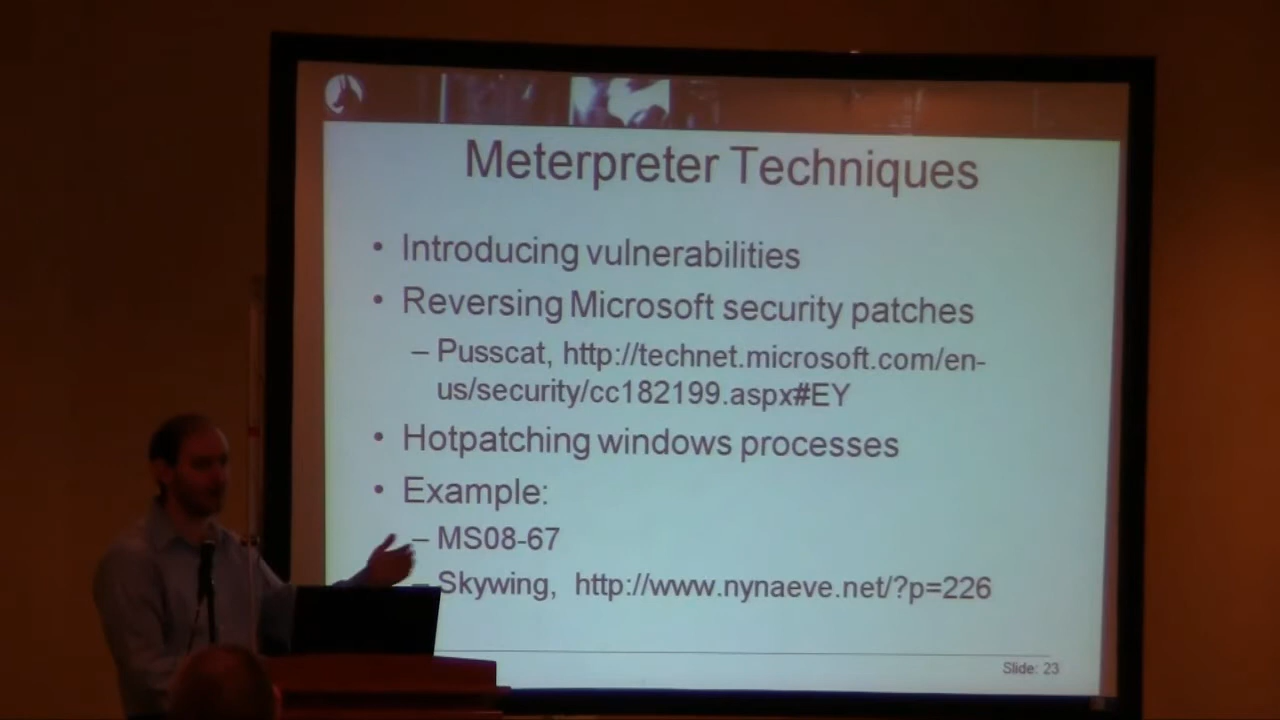 Meterpreter Techniques
• Introducing vulnerabilities
• Reversing Microsoft security patches
– Pusscat, http://technet.microsoft.com/en-
us/security/cc182199.aspx#EY
• Hotpatching windows processes
• Example:
– MS08-67
– Skywing, http://www.nynaeve.net/?p=226
Slide: 23